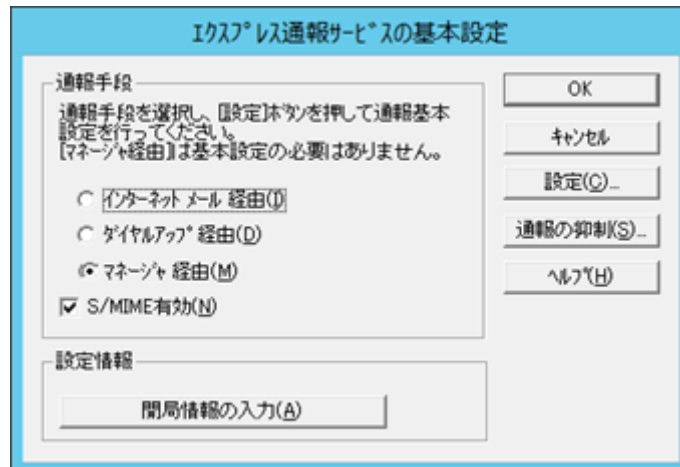 ｴｸｽﾌﾟﾚｽ通報ｻｰﾋﾞｽの基本設定
通報手段
通報手段を選択し、[設定]ﾎﾞﾀﾝを押して通報基本
設定を行ってください。
[ﾏﾈｰｼﾞｬ経由]は基本設定の必要はありません。
ｲﾝﾀｰﾈｯﾄ ﾒｰﾙ 経由(I)
ﾀﾞｲﾔﾙｱｯﾌﾟ 経由(D)
ﾏﾈｰｼﾞｬ 経由(M)
S/MIME有効(N)
設定情報
開局情報の入力(A)
OK
ｷｬﾝｾﾙ
設定(C)...
通報の抑制(S)...
ﾍﾙﾌﾟ(H)